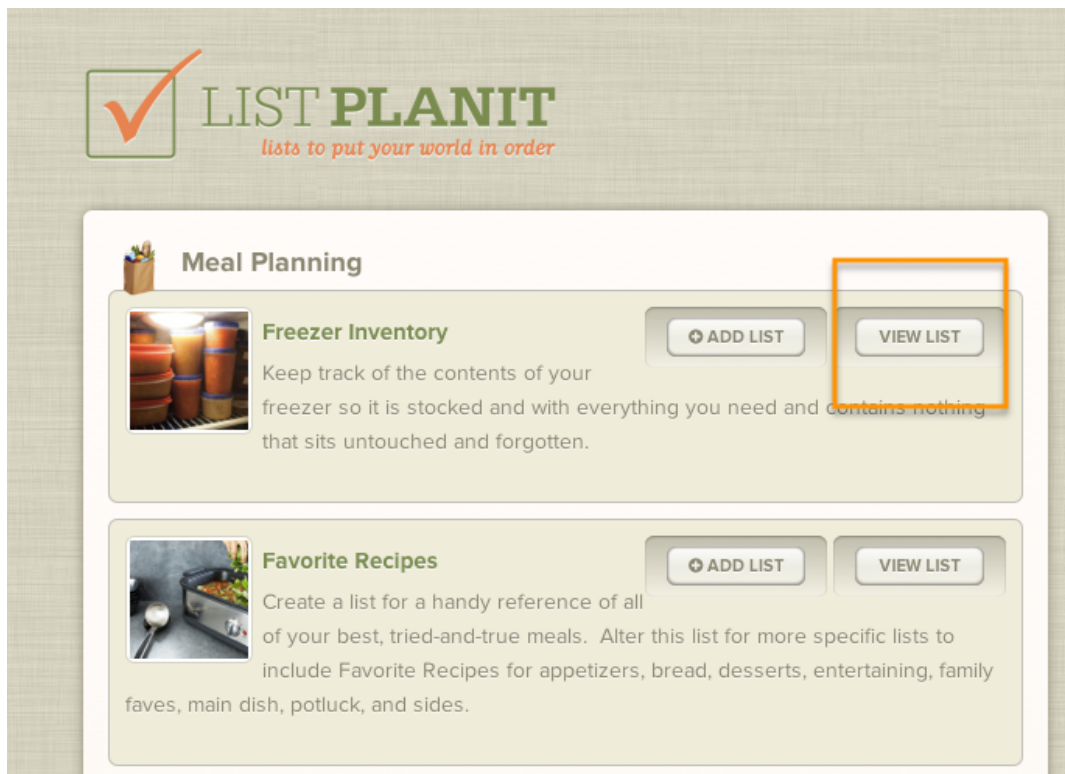 LIST PLANIT
lists to put your world in order
Meal Planning
Freezer Inventory
ADD LIST
VIEW LIST
Keep track of the contents of your
freezer so it is stocked and with everything you need and contains nothing
that sits untouched and forgotten.
Favorite Recipes
ADD LIST
VIEW LIST
Create a list for a handy reference of all
of your best, tried-and-true meals.  Alter this list for more specific lists to
include Favorite Recipes for appetizers, bread, desserts, entertaining, family
faves, main dish, potluck, and sides.